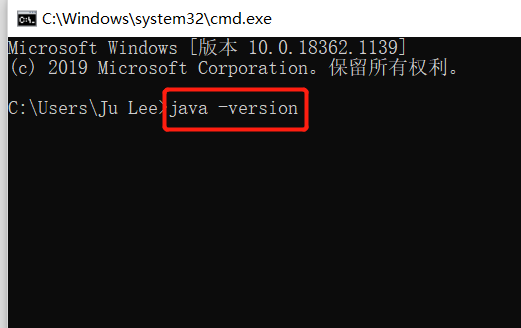 C:\Windows\system32\cmd.exe
Microsoft Windows [版本 10.0.18362.1139]
(c) 2019 Microsoft Corporation。保留所有权利。
C:\Users\Ju Lee>java -version